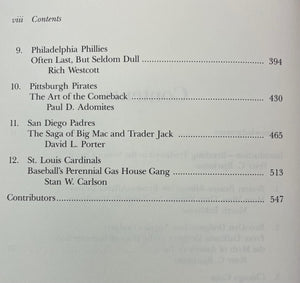 viii Contents
9. Philadelphia Phillies
Often Last, But Seldom Dull 394
Rich Westcott
10. Pittsburgh Pirates
The Art of the Comeback 430
Paul D. Adomites
11. San Diego Padres
The Saga of Big Mac and Trader Jack 465
David L. Porter
12. St. Louis Cardinals
Baseball's Perennial Gas House Gang 513
Stan W. Carlson
Contributors 547